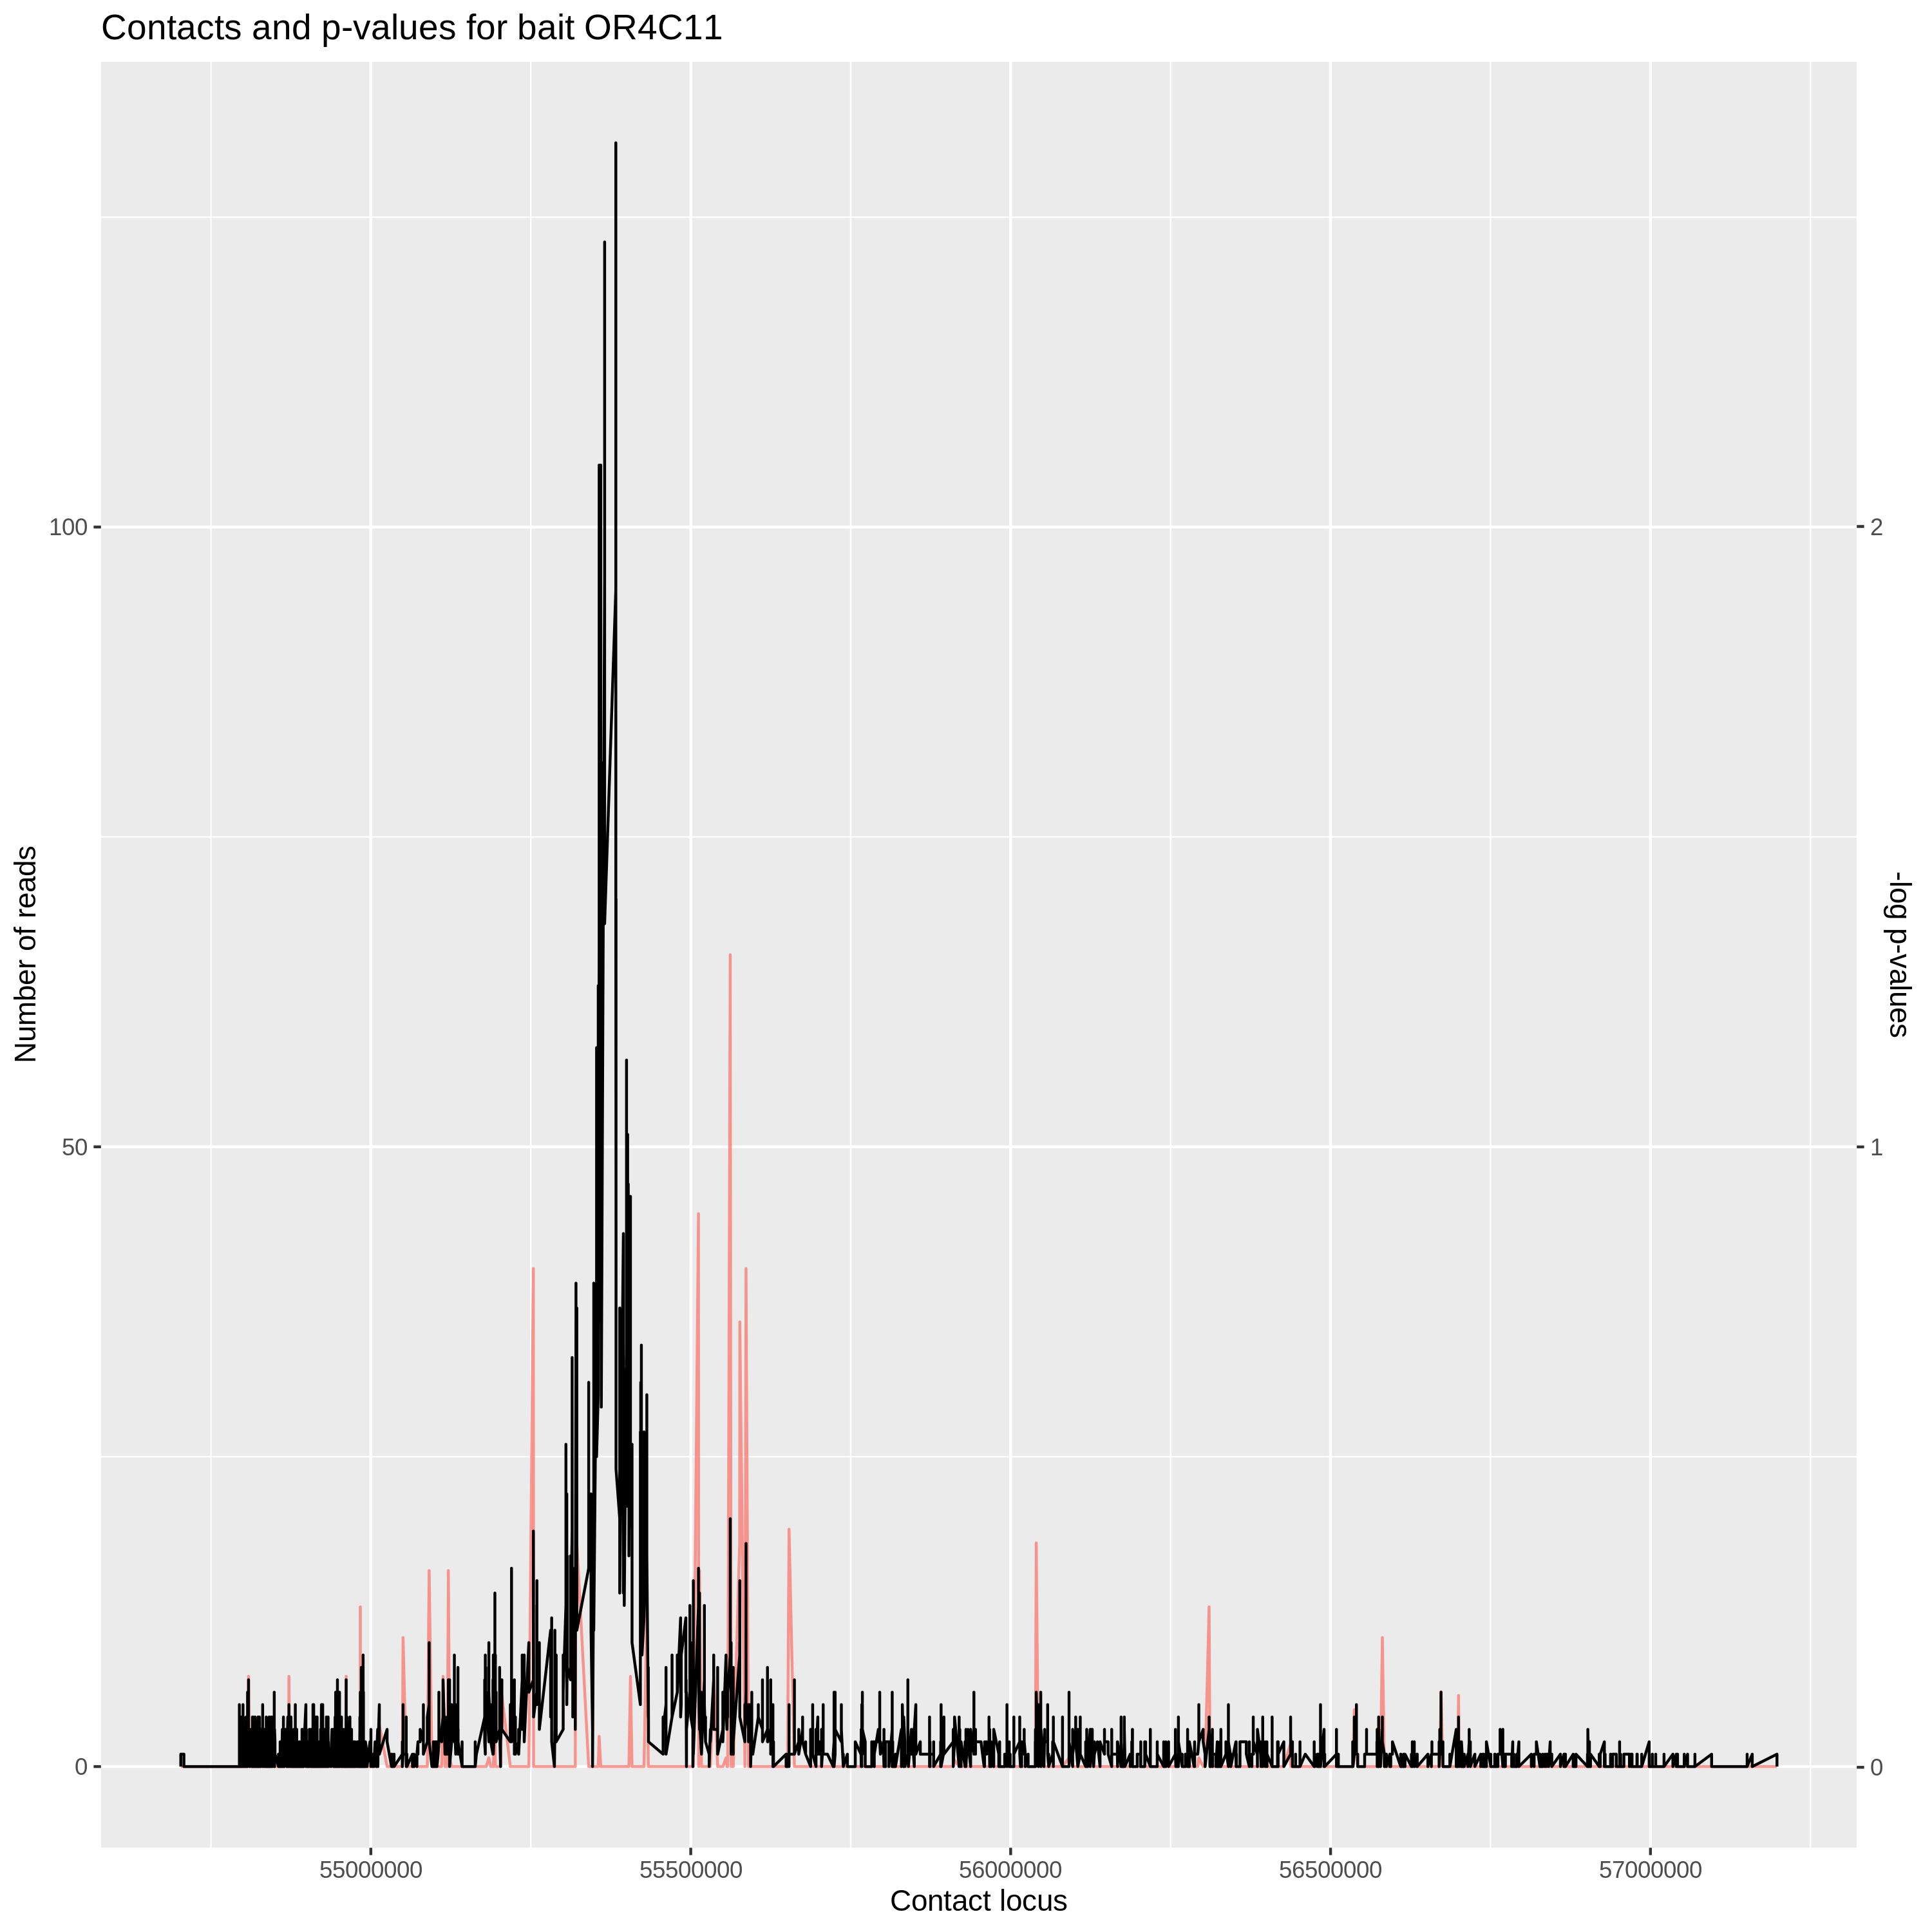 Contacts and p-values for bait OR4C11
Number of reads
100
50
0
2
1
0
-log p-values
55000000
55500000
56000000
56500000
57000000
Contact locus